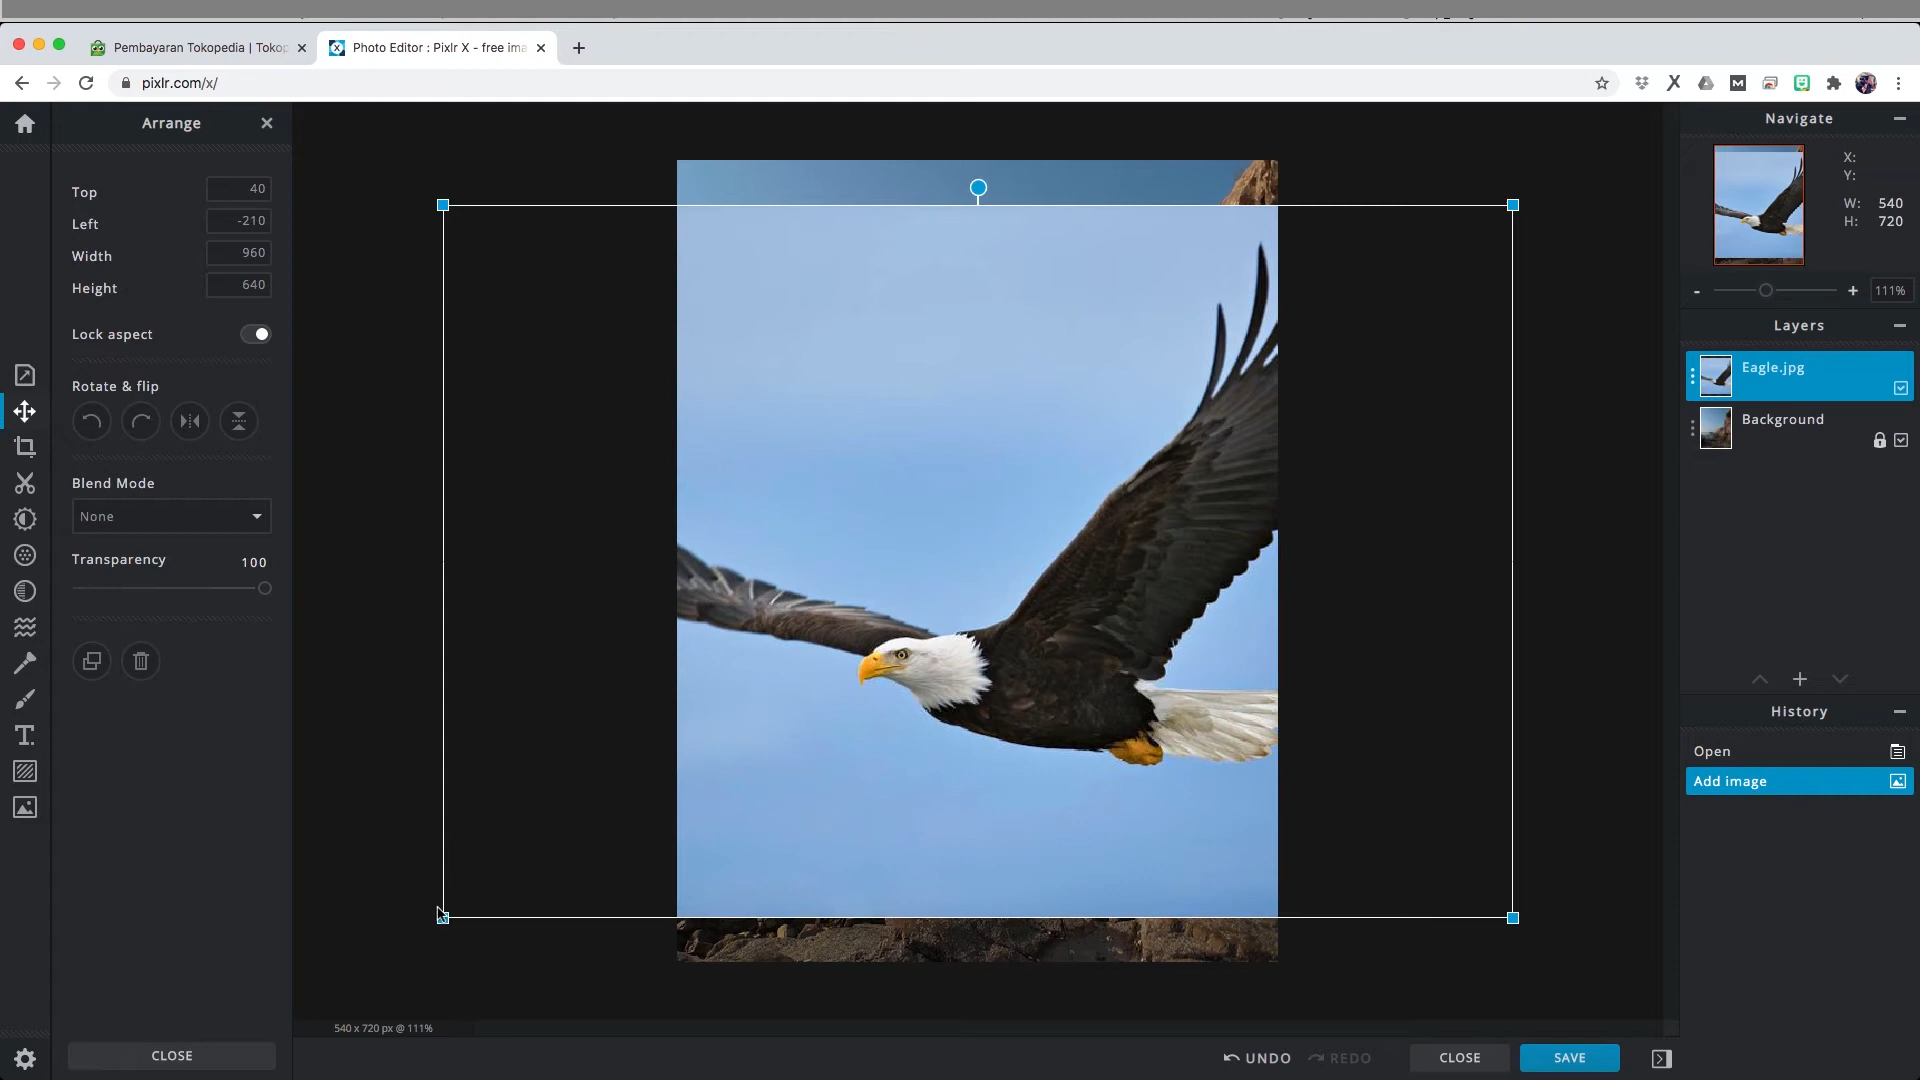 Pembayaran Tokopedia | Tokop
Photo Editor : Pixlr X - free ima
pixlr.com/x/
Arrange
Top 40
Left -210
Width 960
Height 640
Lock aspect
Rotate & flip
Blend Mode
None
Transparency 100
CLOSE
540 x 720 px @ 111%
UNDO REDO CLOSE SAVE
Navigate
X:
Y:
W: 540
H: 720
- + 111%
Layers
Eagle.jpg
Background
History
Open
Add image